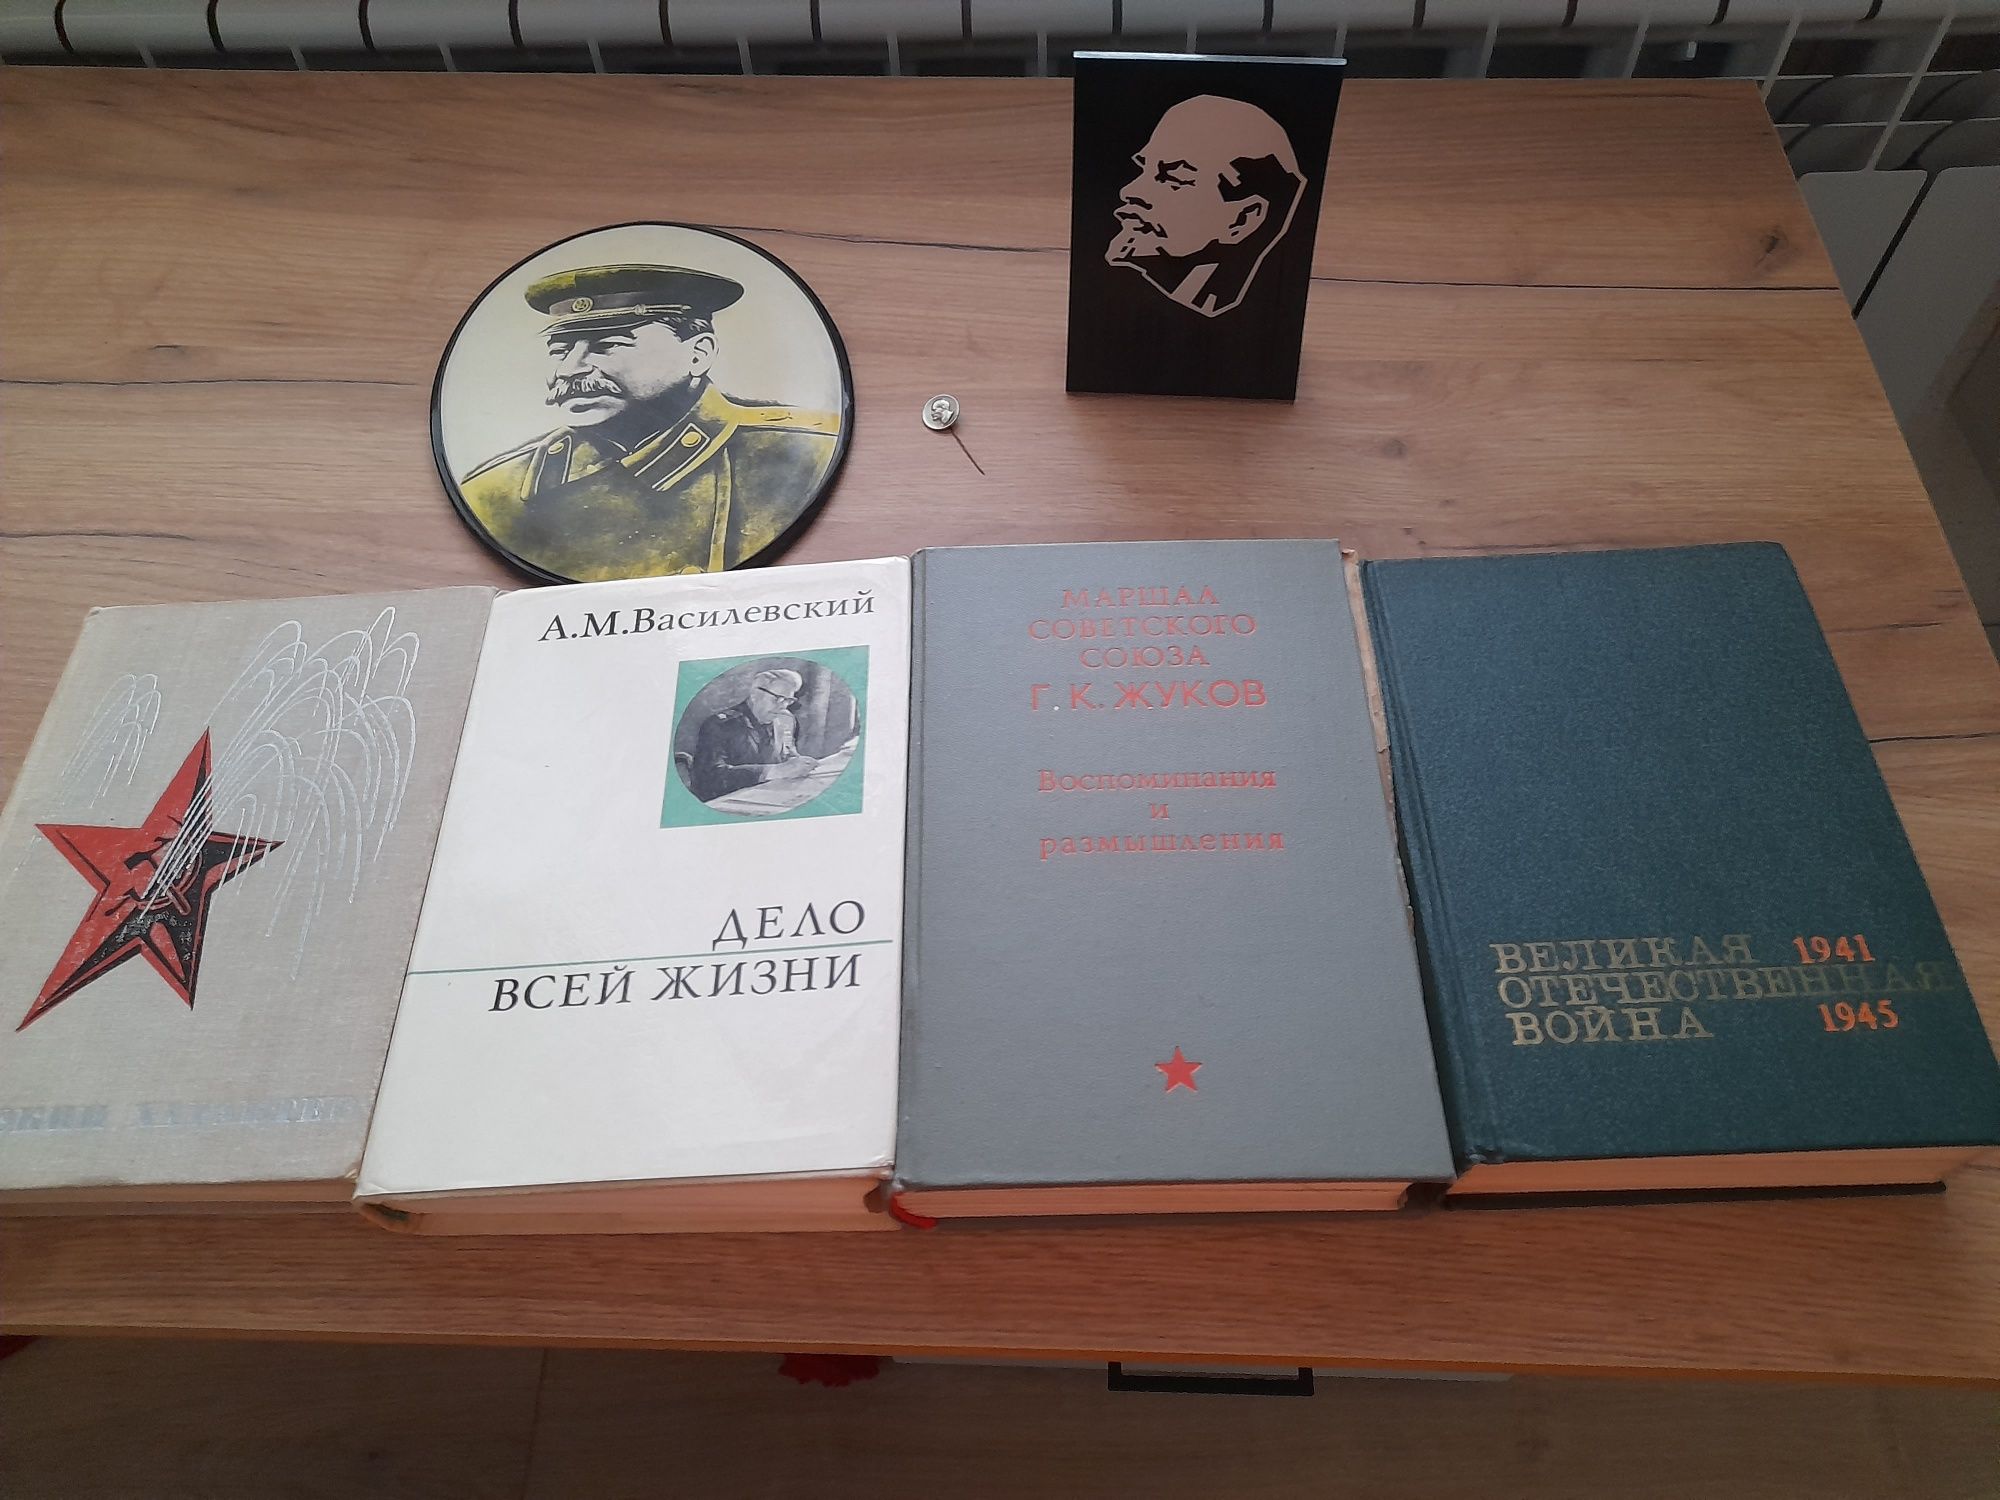 А.М.Василевский
ДЕЛО
ВСЕЙ ЖИЗНИ
МАРШАЛ
СОВЕТСКОГО
СОЮЗА
Г. К. ЖУКОВ
Воспоминания
и
размышления
ВЕЛИКАЯ 1941
ОТЕЧЕСТВЕННАЯ
ВОЙНА 1945